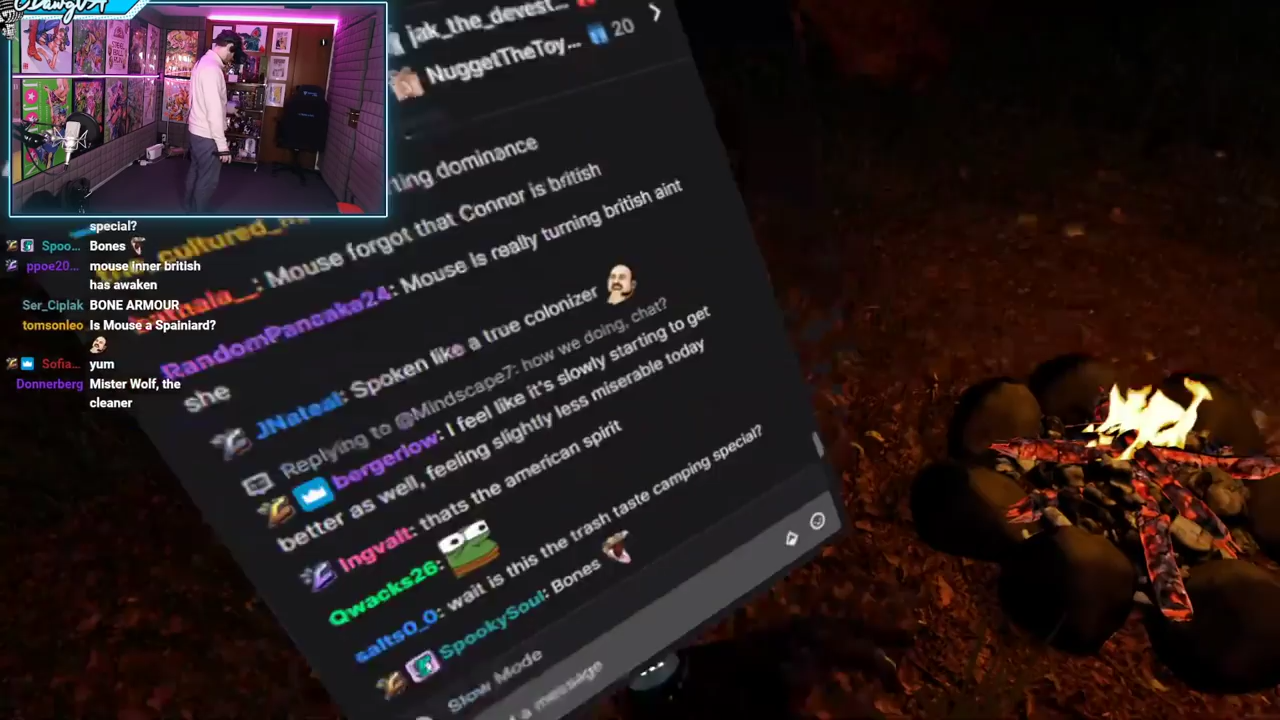 CDawgVA
jak_the_devest...
NuggetTheToy... 20
ting dominance
cultured_
Mouse forgot that Connor is british
RandomPancaka24: Mouse is really turning british aint
she
JNateal: Spoken like a true colonizer
Replying to @Mindscape7: how we doing, chat?
bergerlow: I feel like it's slowly starting to get
better as well, feeling slightly less miserable today
Ingvalt: thats the american spirit
Qwacks26:
salts0_0: wait is this the trash taste camping special?
SpookySoul: Bones
Slow Mode
a message
special?
Spoo... Bones
ppoe20... mouse inner british
has awaken
Ser_Ciplak BONE ARMOUR
tomsonleo Is Mouse a Spainiard?
Sofia... yum
Donnerberg Mister Wolf, the
cleaner